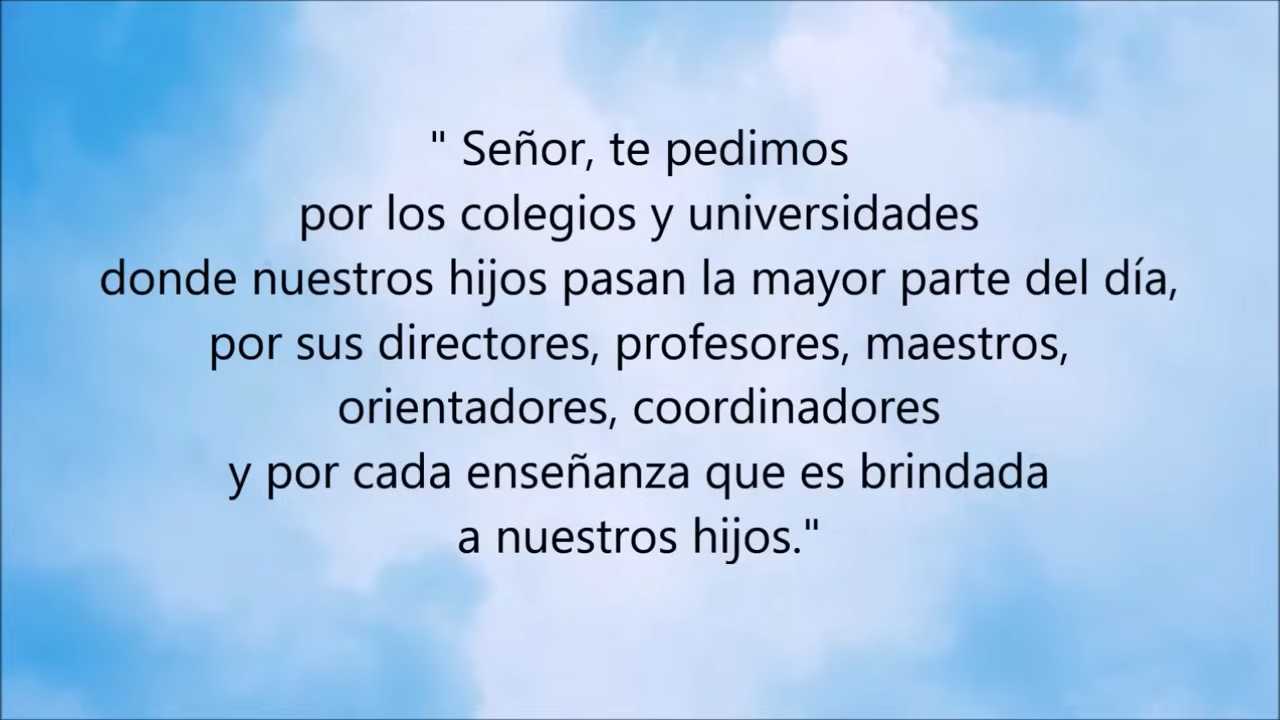 " Señor, te pedimos
por los colegios y universidades
donde nuestros hijos pasan la mayor parte del día,
por sus directores, profesores, maestros,
orientadores, coordinadores
y por cada enseñanza que es brindada
a nuestros hijos."